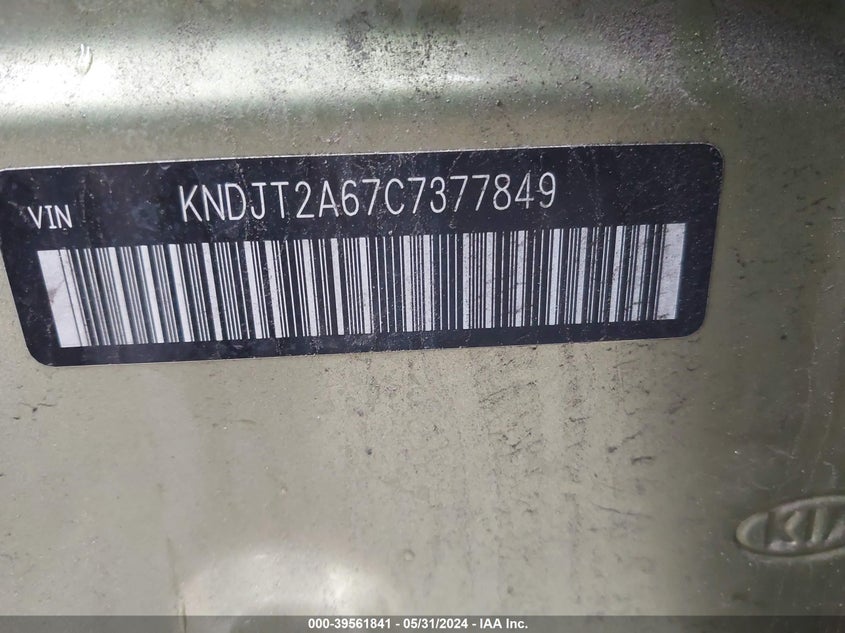 VIN KNDJT2A67C7377849
KIA
000-39561841 - 05/31/2024 - IAA Inc.